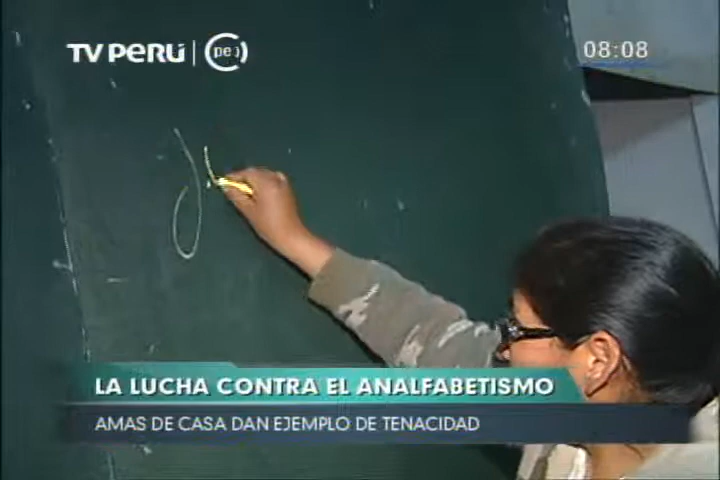 TV PERÚ | pe:)
08:08
LA LUCHA CONTRA EL ANALFABETISMO
AMAS DE CASA DAN EJEMPLO DE TENACIDAD